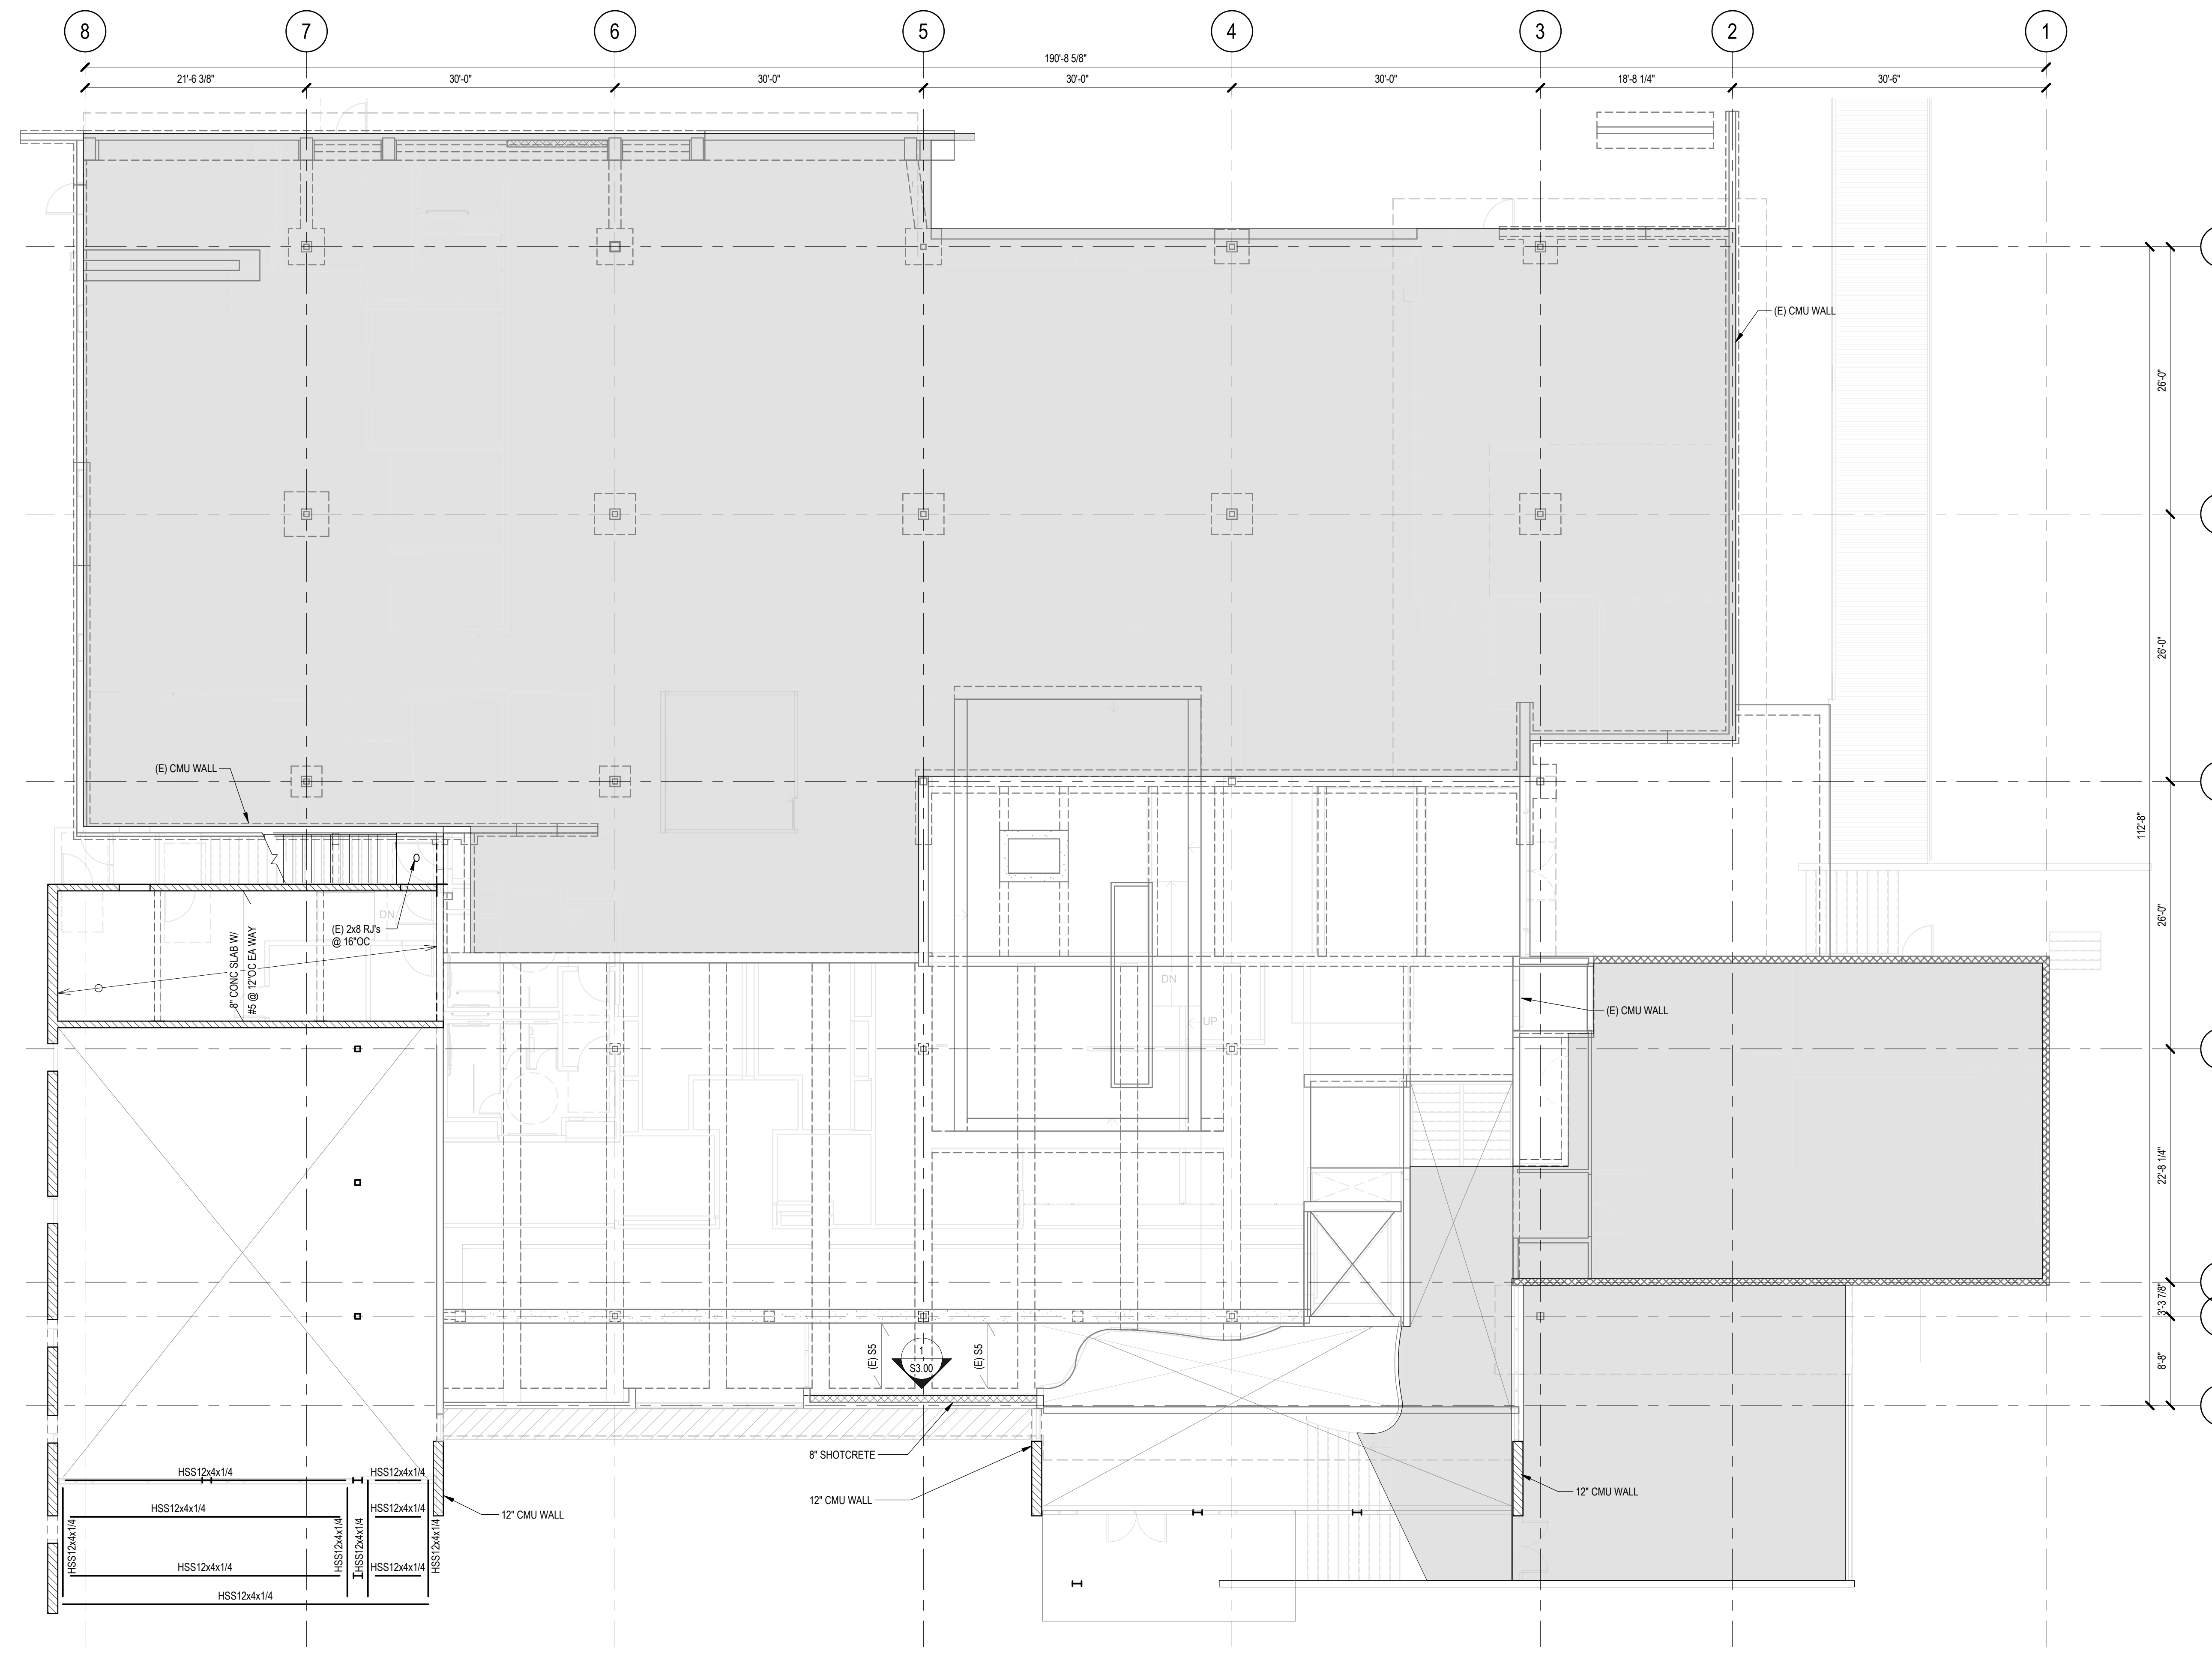 8 7 6 5 4 3 2 1
190'-8 5/8"
21'-6 3/8" 30'-0" 30'-0" 30'-0" 30'-0" 18'-8 1/4" 30'-6"
(E) CMU WALL
26'-0"
26'-0"
112'-8"
26'-0"
22'-8 1/4"
3'-3 7/8"
8'-8"
(E) CMU WALL
(E) 2x8 RJ's
@ 16"OC
DN
8" CONC SLAB W/
#5 @ 12"OC EA WAY
DN
UP
(E) CMU WALL
(E) S5
1
S3.00
(E) S5
8" SHOTCRETE
12" CMU WALL
12" CMU WALL
12" CMU WALL
HSS12x4x1/4 HSS12x4x1/4
HSS12x4x1/4 HSS12x4x1/4
HSS12x4x1/4
HSS12x4x1/4
HSS12x4x1/4
HSS12x4x1/4
HSS12x4x1/4 HSS12x4x1/4
HSS12x4x1/4